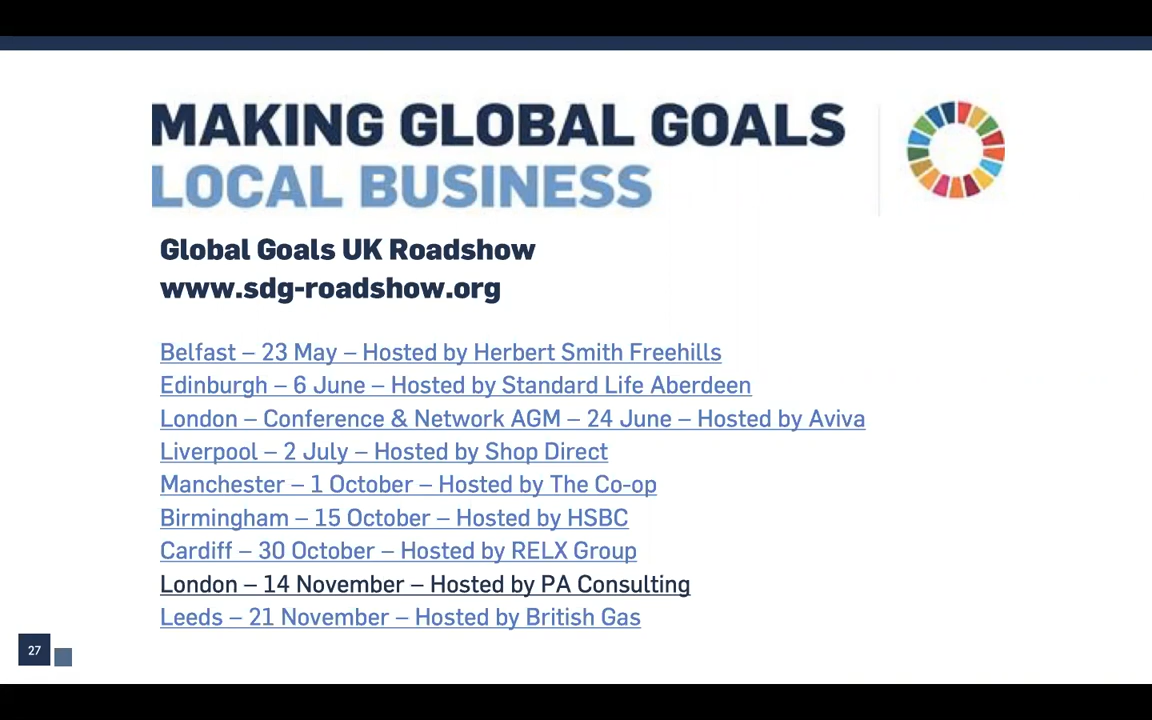 MAKING GLOBAL GOALS
LOCAL BUSINESS
Global Goals UK Roadshow
www.sdg-roadshow.org
Belfast – 23 May – Hosted by Herbert Smith Freehills
Edinburgh – 6 June – Hosted by Standard Life Aberdeen
London – Conference & Network AGM – 24 June – Hosted by Aviva
Liverpool – 2 July – Hosted by Shop Direct
Manchester – 1 October – Hosted by The Co-op
Birmingham – 15 October – Hosted by HSBC
Cardiff – 30 October – Hosted by RELX Group
London – 14 November – Hosted by PA Consulting
Leeds – 21 November – Hosted by British Gas
27